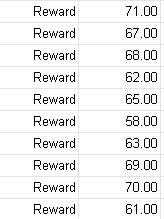 Reward 71.00
Reward 67.00
Reward 68.00
Reward 62.00
Reward 65.00
Reward 58.00
Reward 63.00
Reward 69.00
Reward 70.00
Reward 61.00